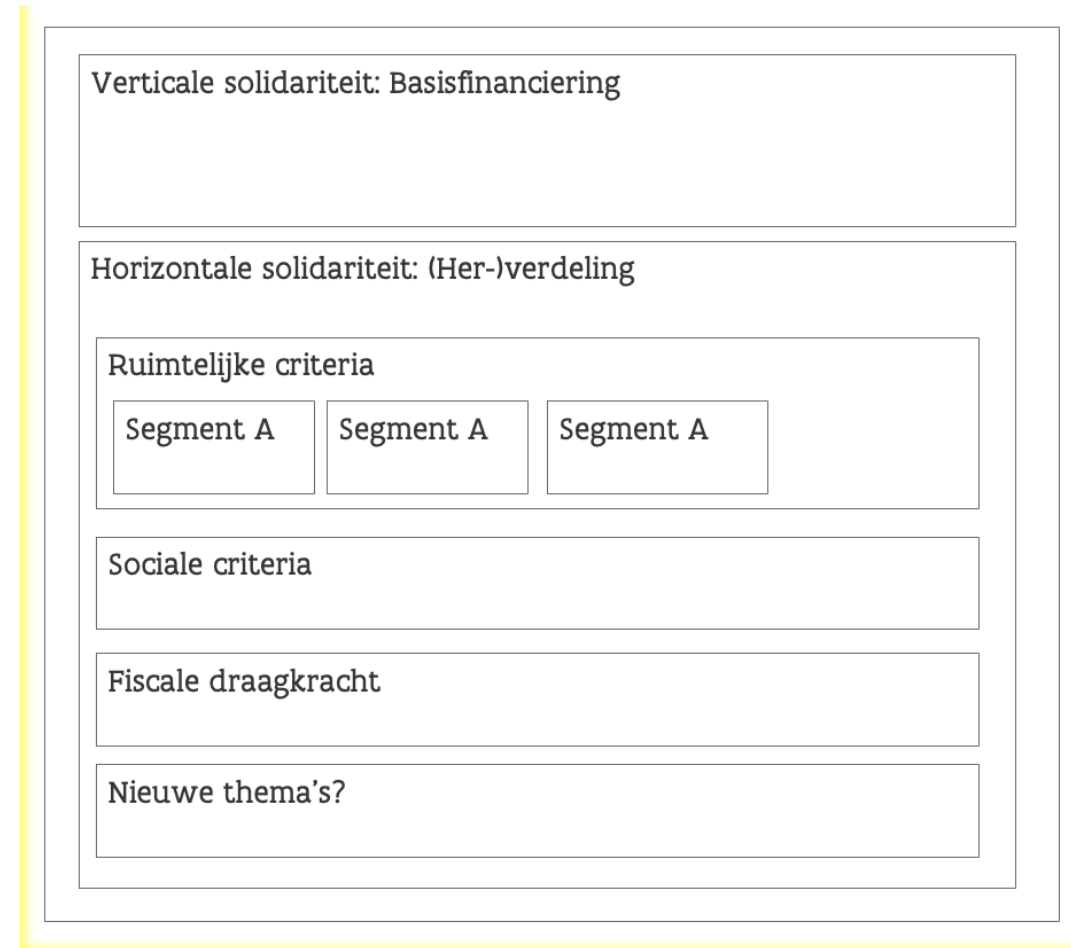 Verticale solidariteit: Basisfinanciering
Horizontale solidariteit: (Her-)verdeling
Ruimtelijke criteria
Segment A
Segment A
Segment A
Sociale criteria
Fiscale draagkracht
Nieuwe thema's?